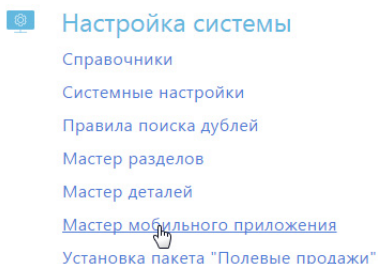 Настройка системы
Справочники
Системные настройки
Правила поиска дублей
Мастер разделов
Мастер деталей
Мастер мобильного приложения
Установка пакета "Полевые продажи"